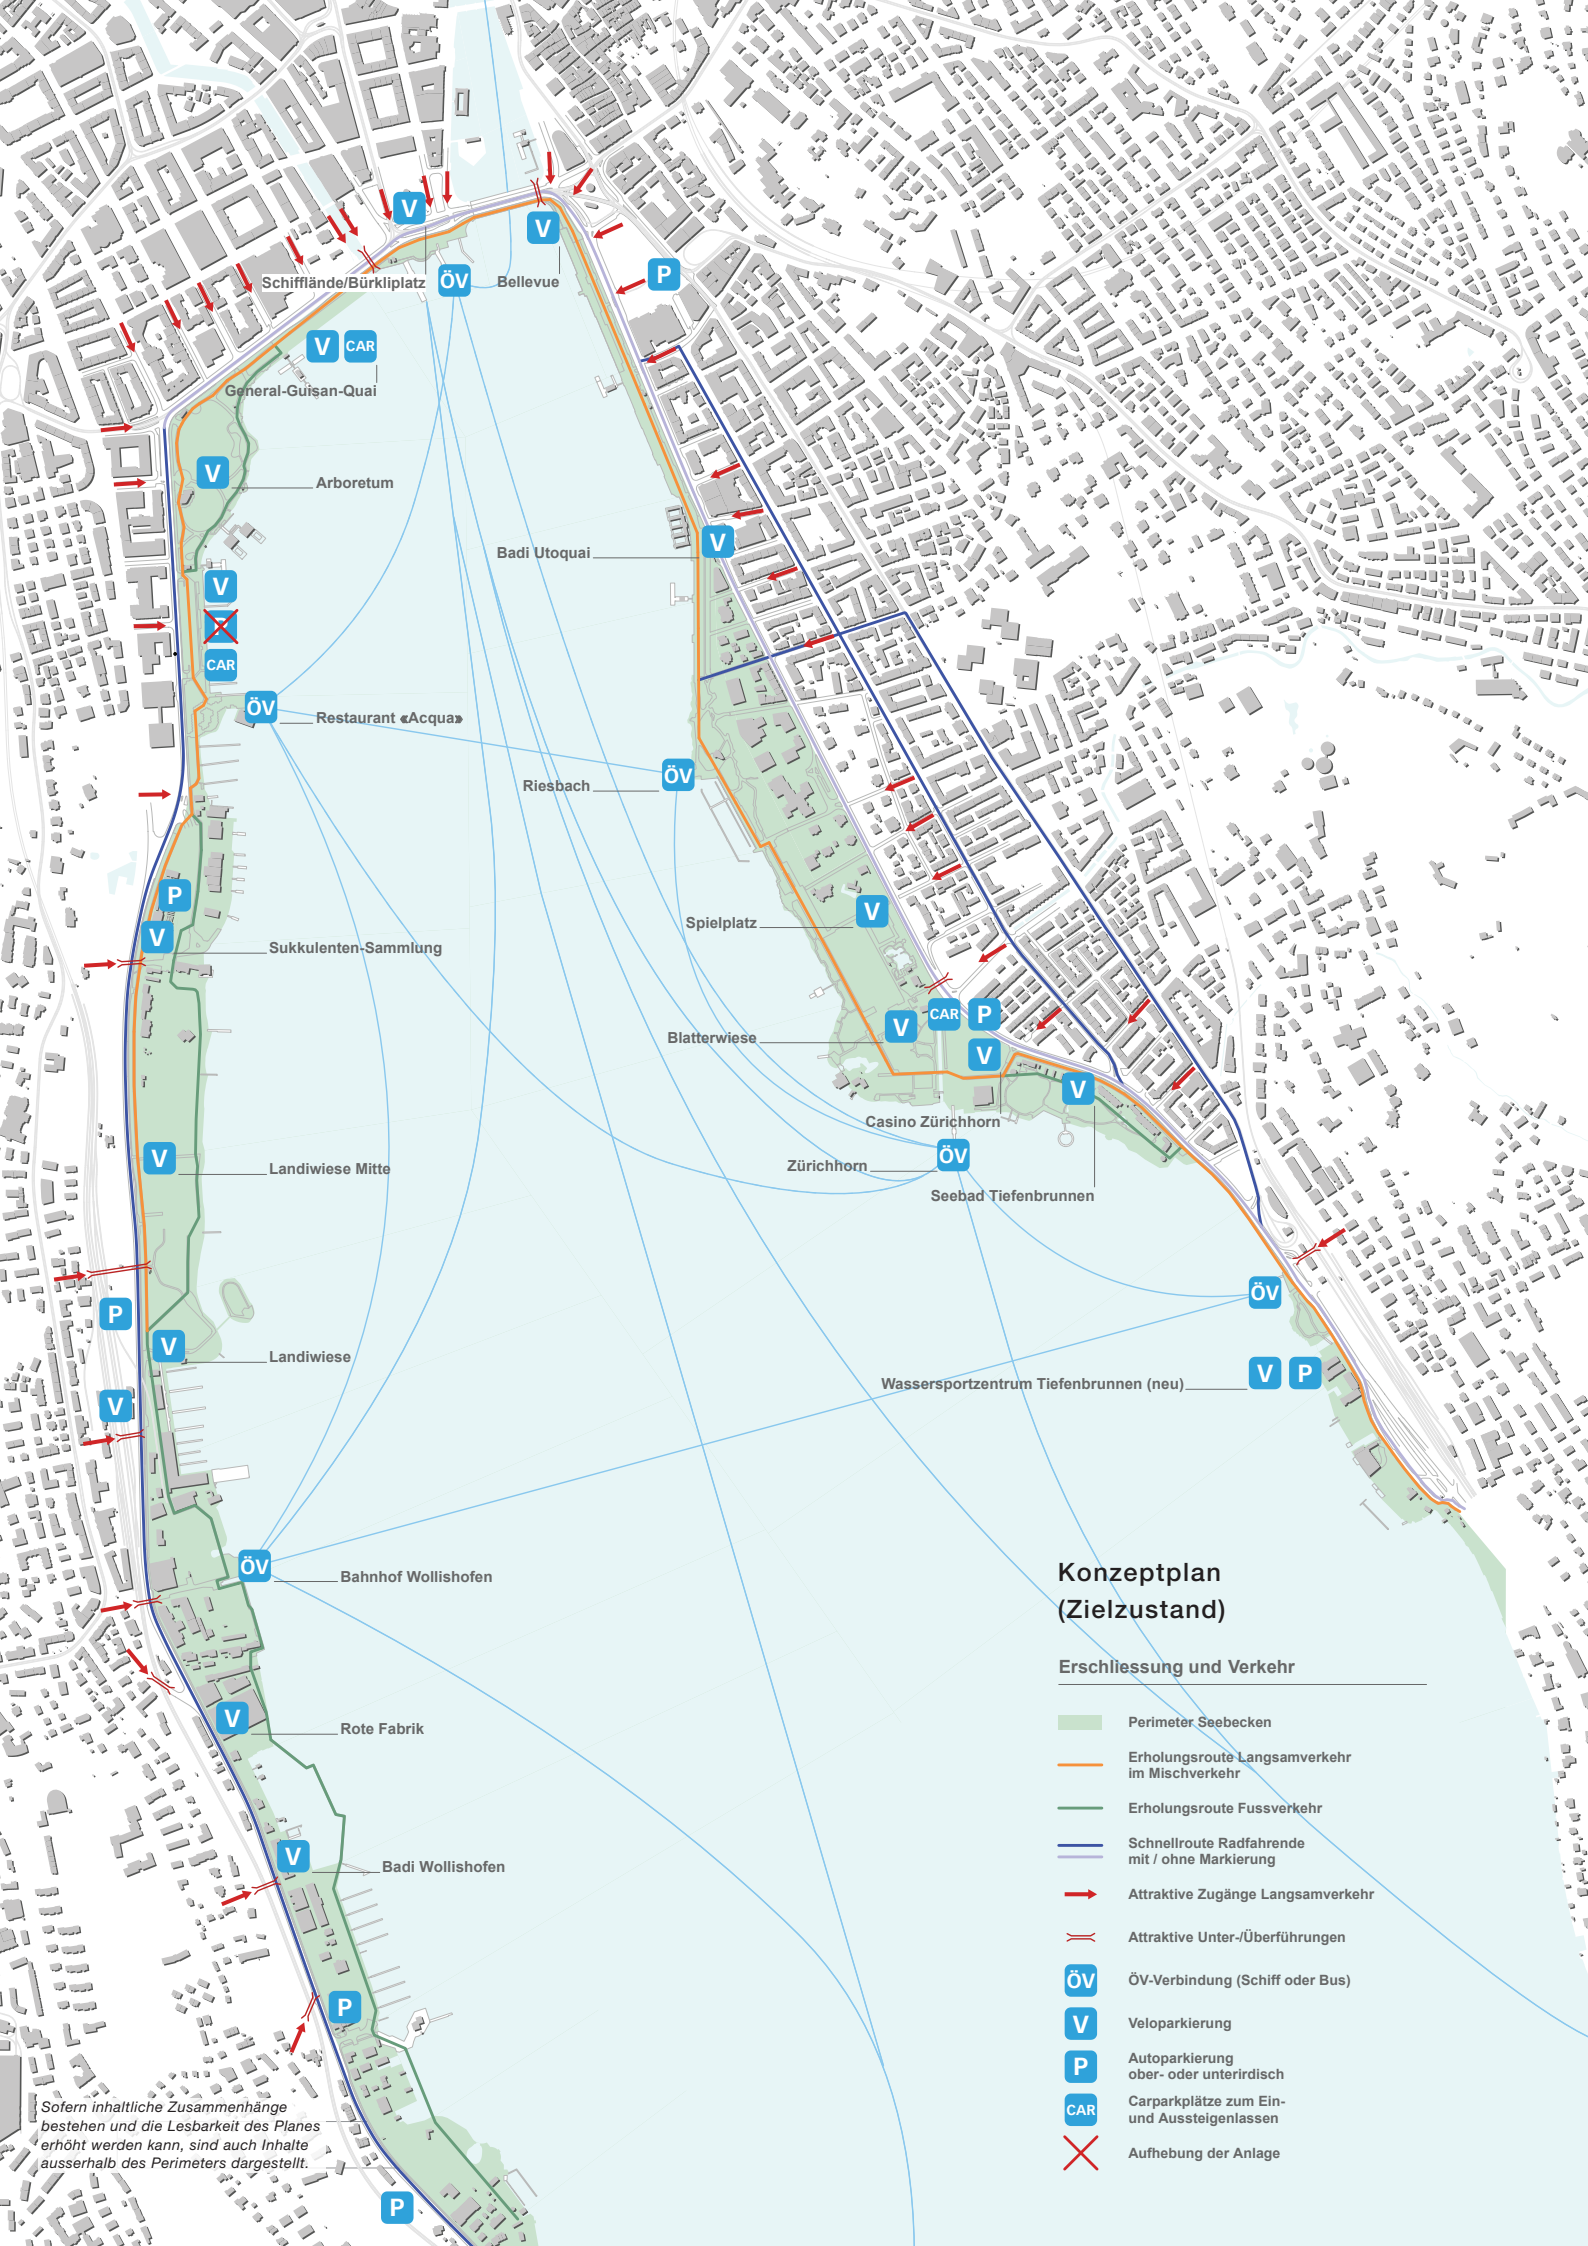 V
V
Schifflände/Bürkliplatz
ÖV
Bellevue
P
V
CAR
General-Guisan-Quai
V
Arboretum
Badi Utoquai
V
V
CAR
ÖV
Restaurant «Acqua»
Riesbach
ÖV
P
V
Sukkulenten-Sammlung
Spielplatz
V
Blatterwiese
V
CAR
P
V
V
Casino Zürichhorn
Zürichhorn
ÖV
Seebad Tiefenbrunnen
V
Landiwiese Mitte
ÖV
P
V
Landiwiese
V
Wassersportzentrum Tiefenbrunnen (neu)
V
P
ÖV
Bahnhof Wollishofen
V
Rote Fabrik
V
Badi Wollishofen
P
P
Sofern inhaltliche Zusammenhänge
bestehen und die Lesbarkeit des Planes
erhöht werden kann, sind auch Inhalte
ausserhalb des Perimeters dargestellt.
Konzeptplan
(Zielzustand)
Erschliessung und Verkehr
Perimeter Seebecken
Erholungsroute Langsamverkehr
im Mischverkehr
Erholungsroute Fussverkehr
Schnellroute Radfahrende
mit / ohne Markierung
Attraktive Zugänge Langsamverkehr
Attraktive Unter-/Überführungen
ÖV
ÖV-Verbindung (Schiff oder Bus)
V
Veloparkierung
P
Autoparkierung
ober- oder unterirdisch
CAR
Carparkplätze zum Ein-
und Aussteigenlassen
Aufhebung der Anlage